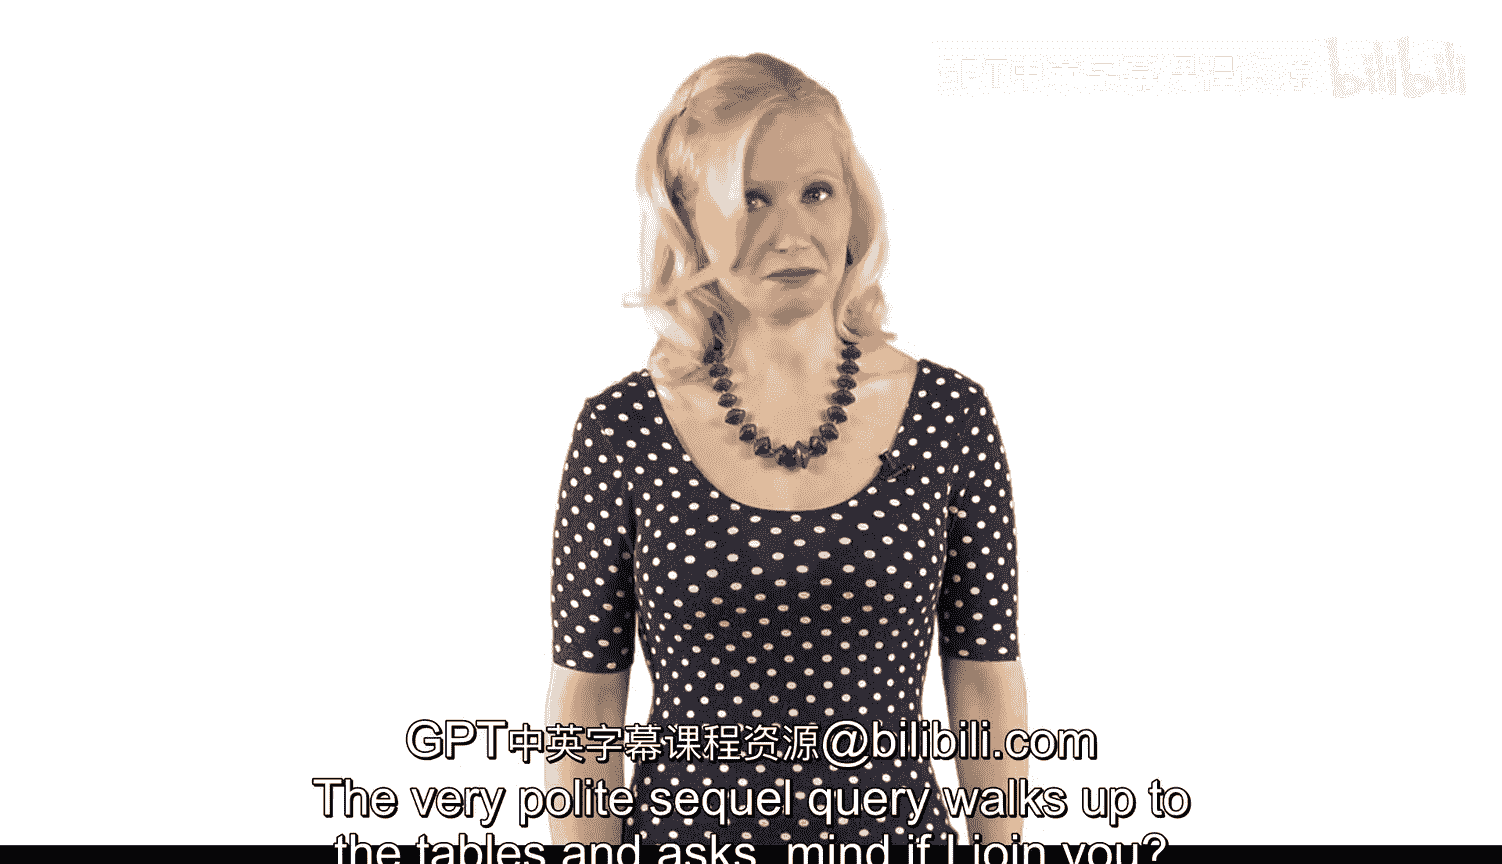 bilibili
GPT中英字幕课程资源@bilibili.com
The very polite sequel query walks up to
the tables and asks, mind if I join you?